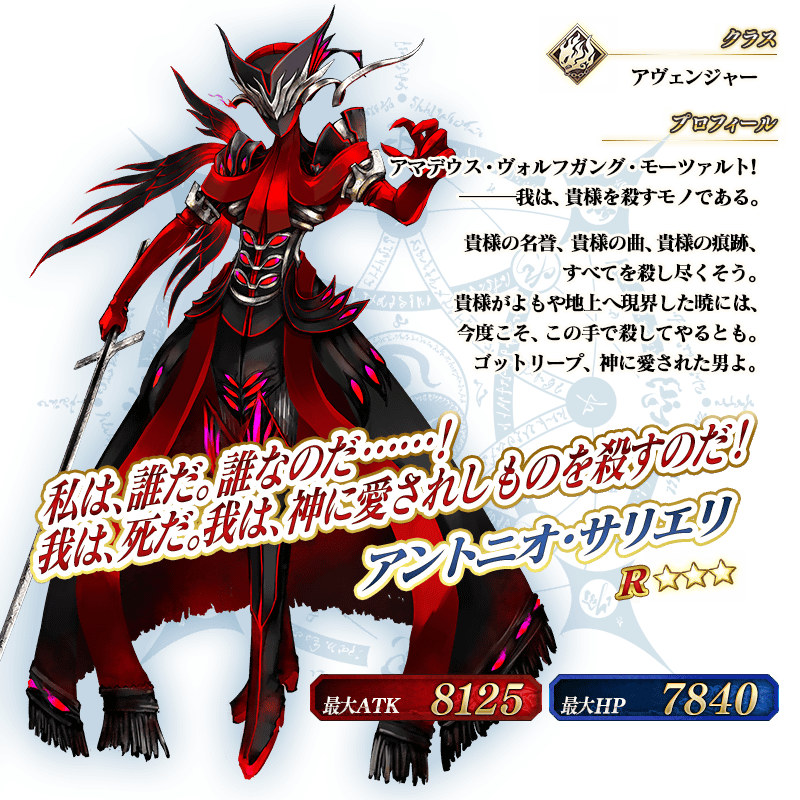 クラス
アヴェンジャー
プロフィール
アマデウス・ヴォルフガング・モーツァルト!
───我は、貴様を殺すモノである。
貴様の名誉、貴様の曲、貴様の痕跡、
すべてを殺し尽くそう。
貴様がよもや地上へ現界した暁には、
今度こそ、この手で殺してやるとも。
ゴットリープ、神に愛された男よ。
私は、誰だ。誰なのだ……!
我は、死だ。我は、神に愛されしものを殺すのだ!
アントニオ・サリエリ
R☆☆☆
最大ATK 8125
最大HP 7840